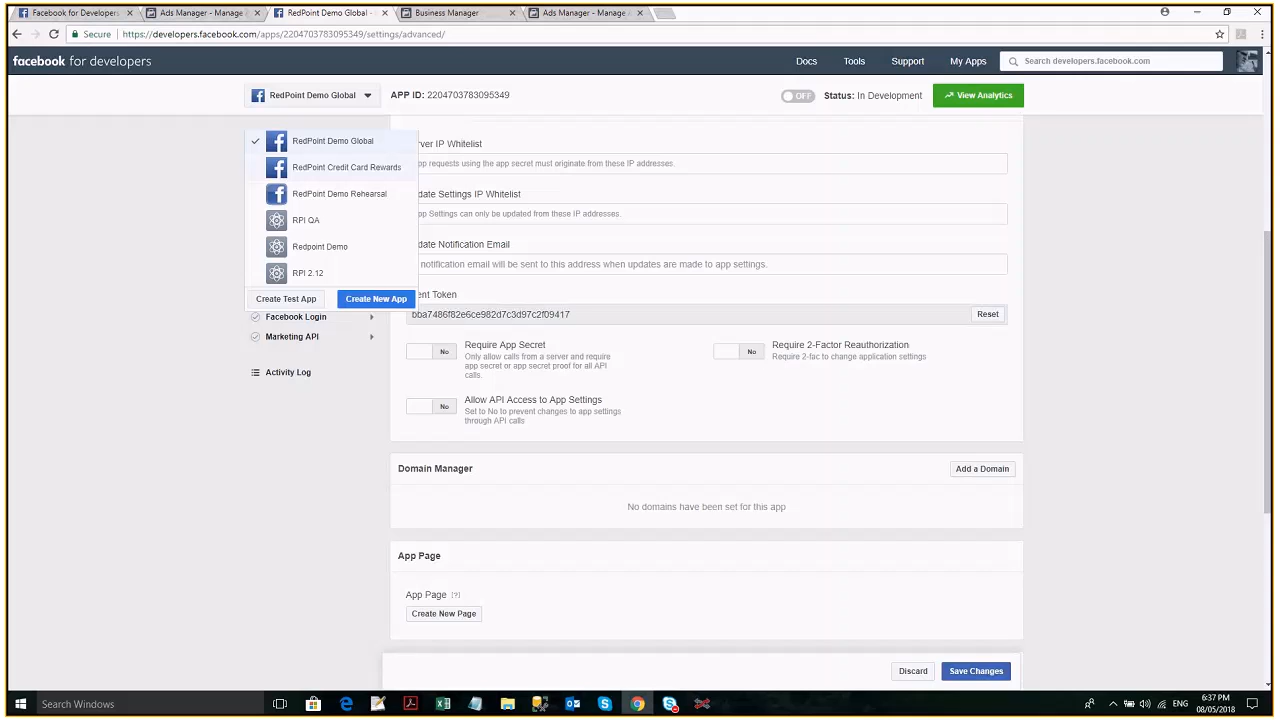 Facebook for Developers
Ads Manager - Manage
RedPoint Demo Global -
Business Manager
Ads Manager - Manage
Secure
https://developers.facebook.com/apps/2204703783095349/settings/advanced/
facebook for developers
Docs
Tools
Support
My Apps
Search developers.facebook.com
RedPoint Demo Global
APP ID: 2204703783095349
OFF
Status: In Development
View Analytics
RedPoint Demo Global
RedPoint Credit Card Rewards
RedPoint Demo Rehearsal
RPI QA
Redpoint Demo
RPI 2.12
Create Test App
Create New App
Facebook Login
Marketing API
Activity Log
rver IP Whitelist
pp requests using the app secret must originate from these IP addresses.
date Settings IP Whitelist
pp Settings can only be updated from these IP addresses.
date Notification Email
notification email will be sent to this address when updates are made to app settings.
ent Token
bba7486f82e6ce982d7c3d97c2f09417
Reset
No
Require App Secret
Only allow calls from a server and require
app secret or app secret proof for all API
calls.
No
Require 2-Factor Reauthorization
Require 2-fac to change application settings
No
Allow API Access to App Settings
Set to No to prevent changes to app settings
through API calls
Domain Manager
Add a Domain
No domains have been set for this app
App Page
App Page [?]
Create New Page
Discard
Save Changes
Search Windows
ENG
6:37 PM
08/05/2018